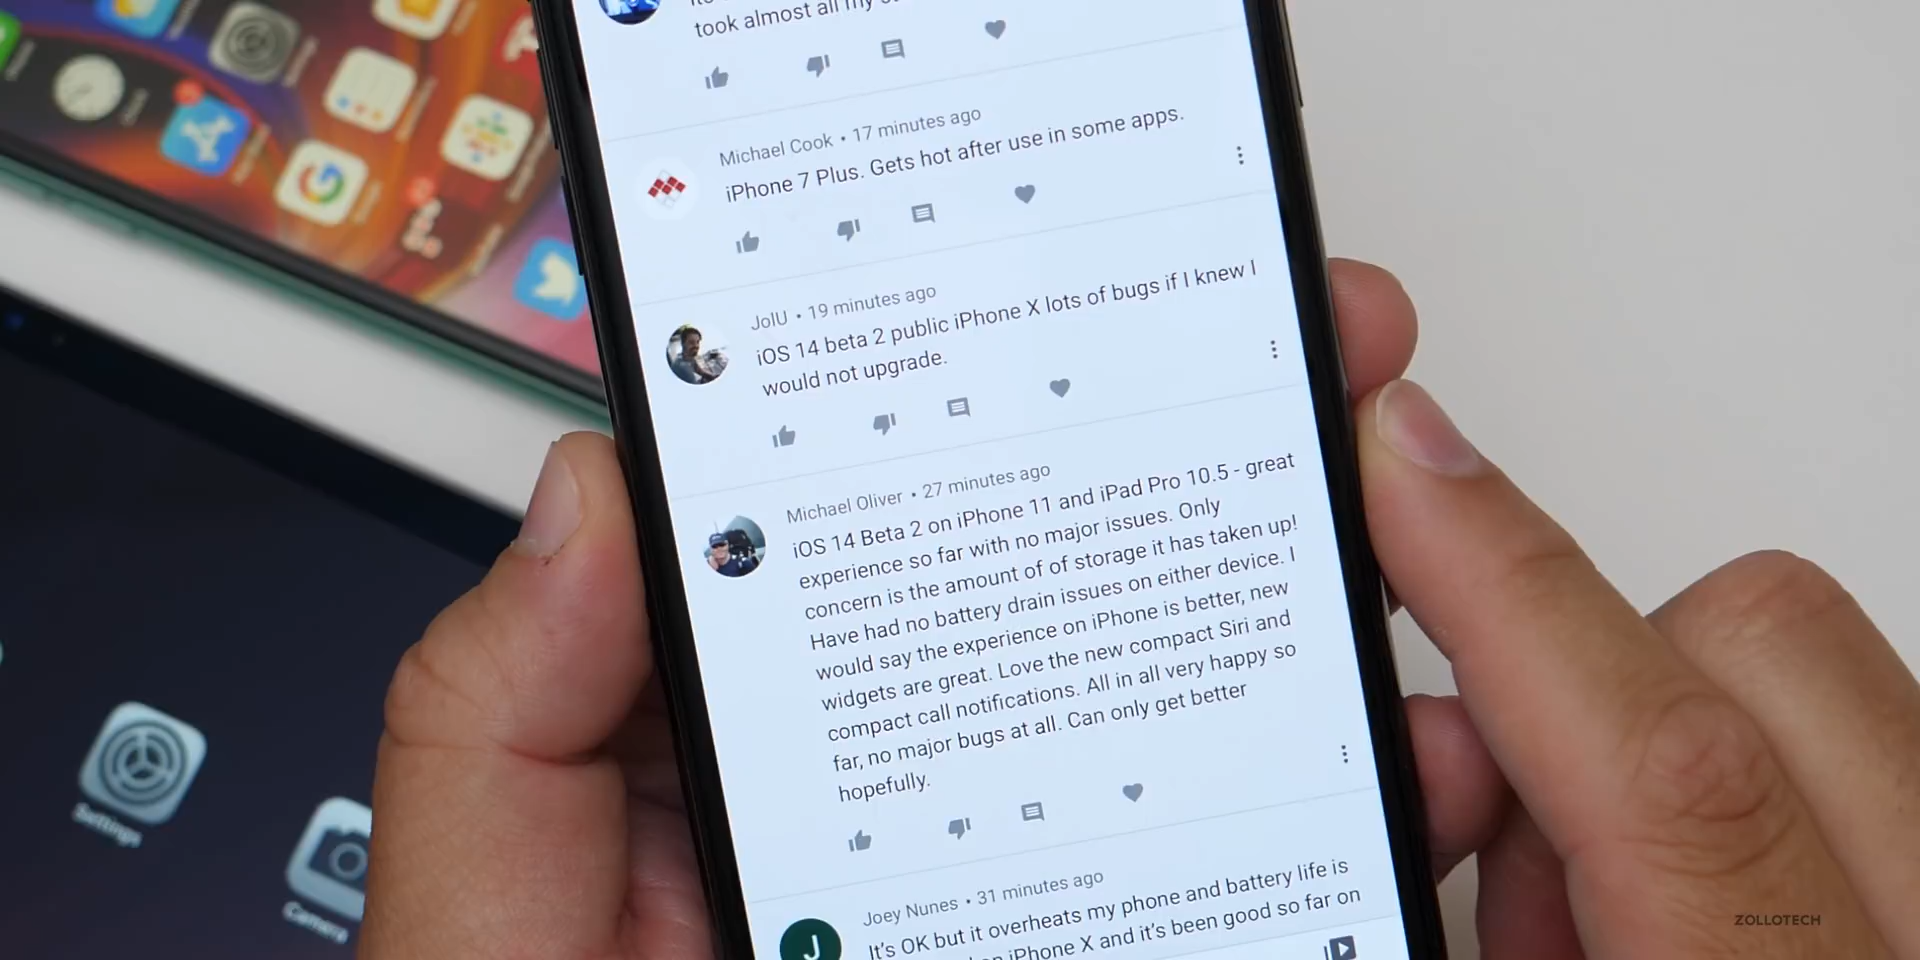 took almost all my
Michael Cook • 17 minutes ago
iPhone 7 Plus. Gets hot after use in some apps.
JolU • 19 minutes ago
iOS 14 beta 2 public iPhone X lots of bugs if I knew I
would not upgrade.
Michael Oliver • 27 minutes ago
iOS 14 Beta 2 on iPhone 11 and iPad Pro 10.5 - great
experience so far with no major issues. Only
concern is the amount of of storage it has taken up!
Have had no battery drain issues on either device. I
would say the experience on iPhone is better, new
widgets are great. Love the new compact Siri and
compact call notifications. All in all very happy so
far, no major bugs at all. Can only get better
hopefully.
Joey Nunes • 31 minutes ago
It's OK but it overheats my phone and battery life is
iPhone X and it's been good so far on
J
Settings
Camera
ZOLLOTECH